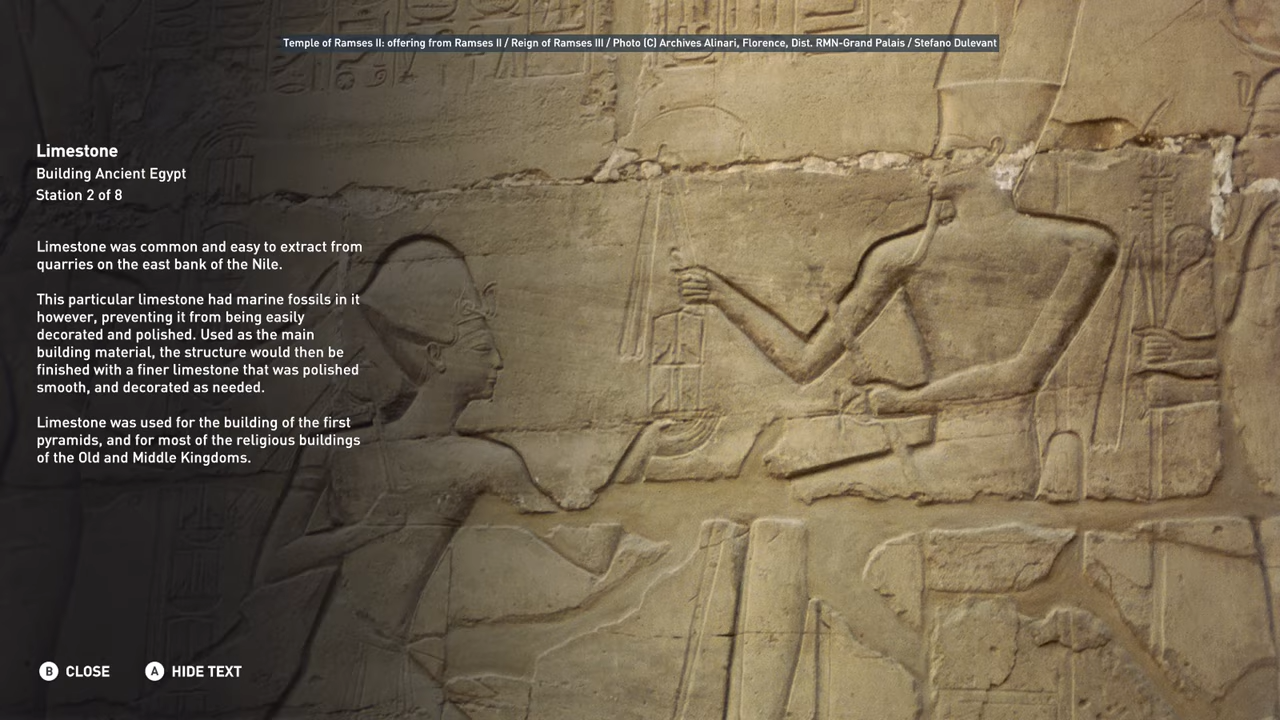 Temple of Ramses II: offering from Ramses II / Reign of Ramses III / Photo (C) Archives Alinari, Florence, Dist. RMN-Grand Palais / Stefano Dulevant
Limestone
Building Ancient Egypt
Station 2 of 8
Limestone was common and easy to extract from
quarries on the east bank of the Nile.
This particular limestone had marine fossils in it
however, preventing it from being easily
decorated and polished. Used as the main
building material, the structure would then be
finished with a finer limestone that was polished
smooth, and decorated as needed.
Limestone was used for the building of the first
pyramids, and for most of the religious buildings
of the Old and Middle Kingdoms.
B CLOSE A HIDE TEXT